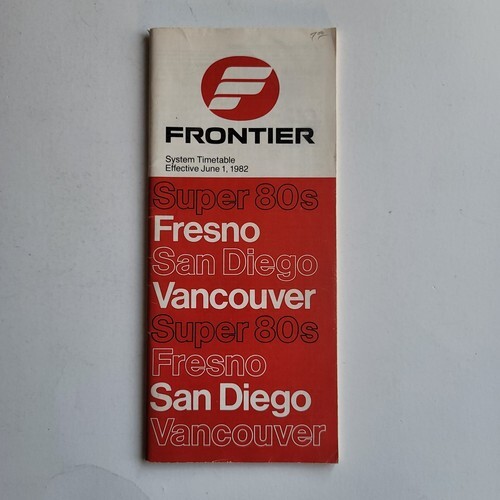 72
FRONTIER
System Timetable
Effective June 1, 1982
Super 80s
Fresno
San Diego
Vancouver
Super 80s
Fresno
San Diego
Vancouver